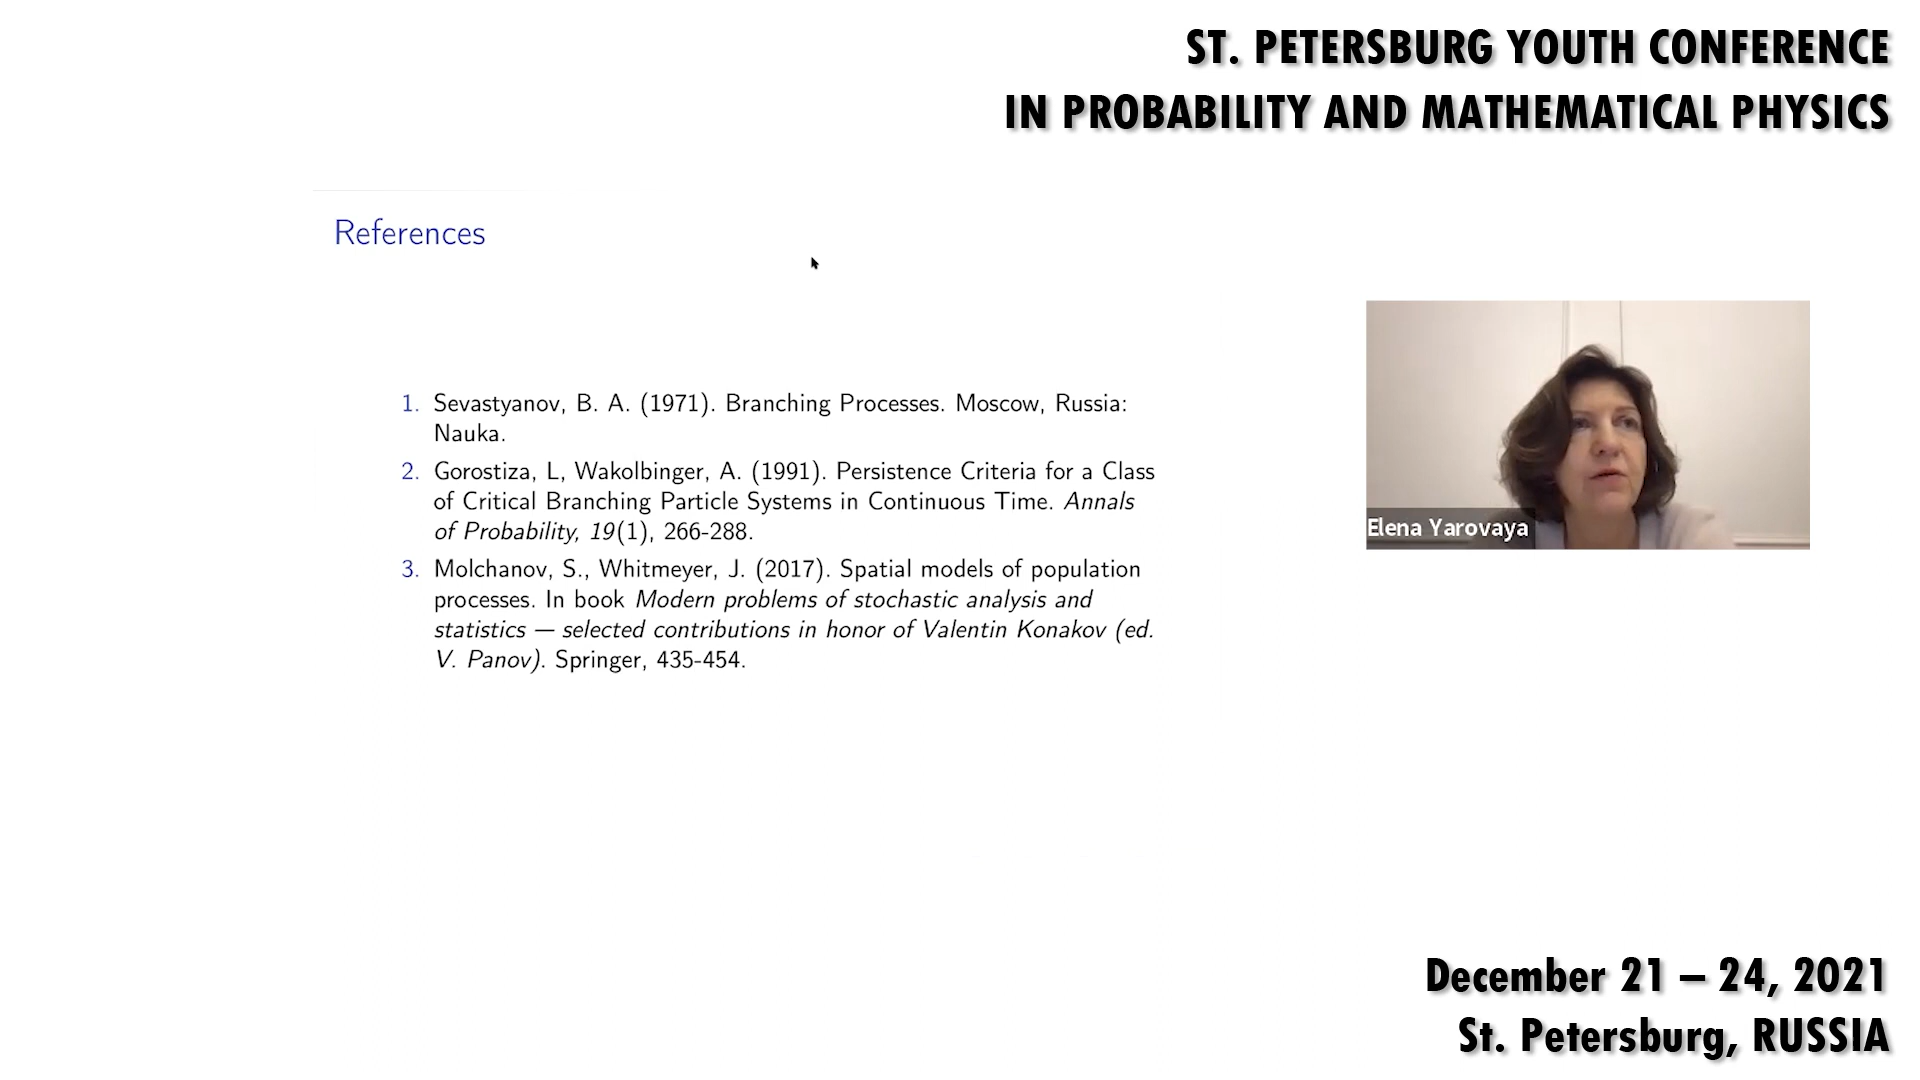 ST. PETERSBURG YOUTH CONFERENCE
IN PROBABILITY AND MATHEMATICAL PHYSICS
References
1. Sevastyanov, B. A. (1971). Branching Processes. Moscow, Russia:
Nauka.
2. Gorostiza, L, Wakolbinger, A. (1991). Persistence Criteria for a Class
of Critical Branching Particle Systems in Continuous Time. Annals
of Probability, 19(1), 266-288.
3. Molchanov, S., Whitmeyer, J. (2017). Spatial models of population
processes. In book Modern problems of stochastic analysis and
statistics — selected contributions in honor of Valentin Konakov (ed.
V. Panov). Springer, 435-454.
Elena Yarovaya
December 21 – 24, 2021
St. Petersburg, RUSSIA